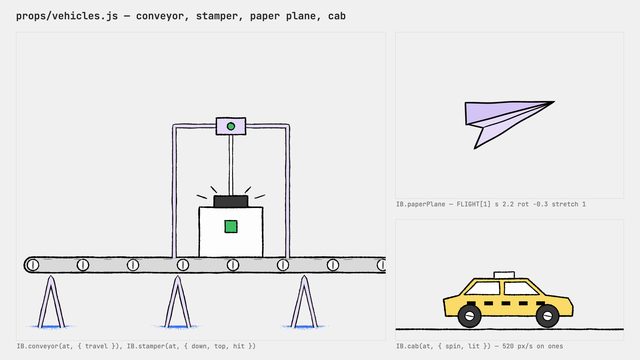 props/vehicles.js — conveyor, stamper, paper plane, cab
IB.paperPlane — FLIGHT[1] s 2.2 rot -0.3 stretch 1
IB.conveyor(at, { travel }), IB.stamper(at, { down, top, hit })
IB.cab(at, { spin, lit }) — 520 px/s on ones